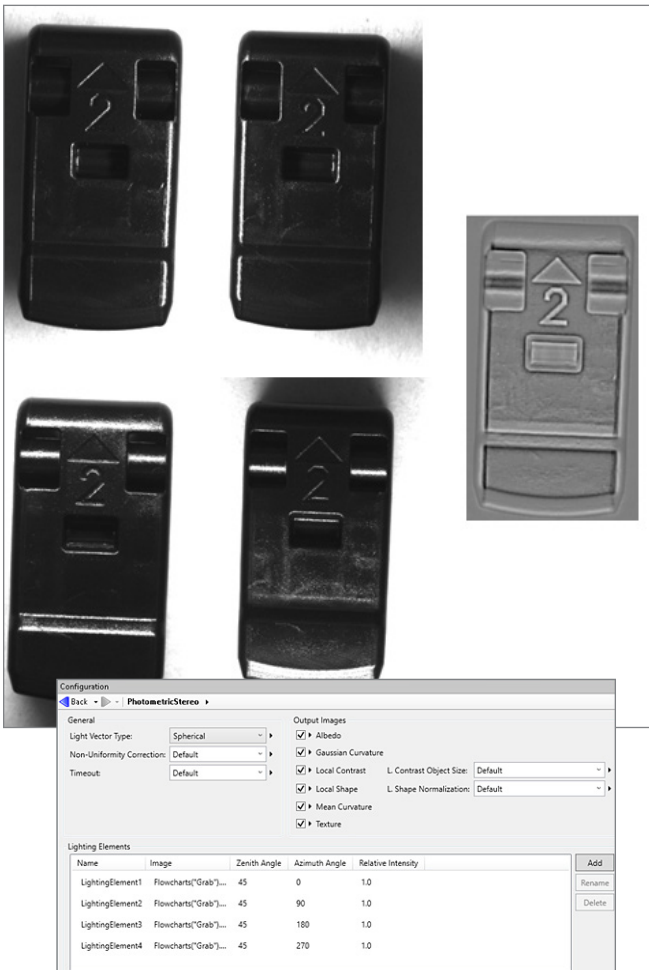 2
2
2
2
2
Configuration
Back PhotometricStereo
General
Output Images
Light Vector Type: Spherical
Albedo
Non-Uniformity Correction: Default
Gaussian Curvature
Timeout: Default
Local Contrast L. Contrast Object Size: Default
Local Shape L. Shape Normalization: Default
Mean Curvature
Texture
Lighting Elements
Name Image Zenith Angle Azimuth Angle Relative Intensity
Add
LightingElement1 Flowcharts("Grab").... 45 0 1.0
Rename
LightingElement2 Flowcharts("Grab").... 45 90 1.0
Delete
LightingElement3 Flowcharts("Grab").... 45 180 1.0
LightingElement4 Flowcharts("Grab").... 45 270 1.0